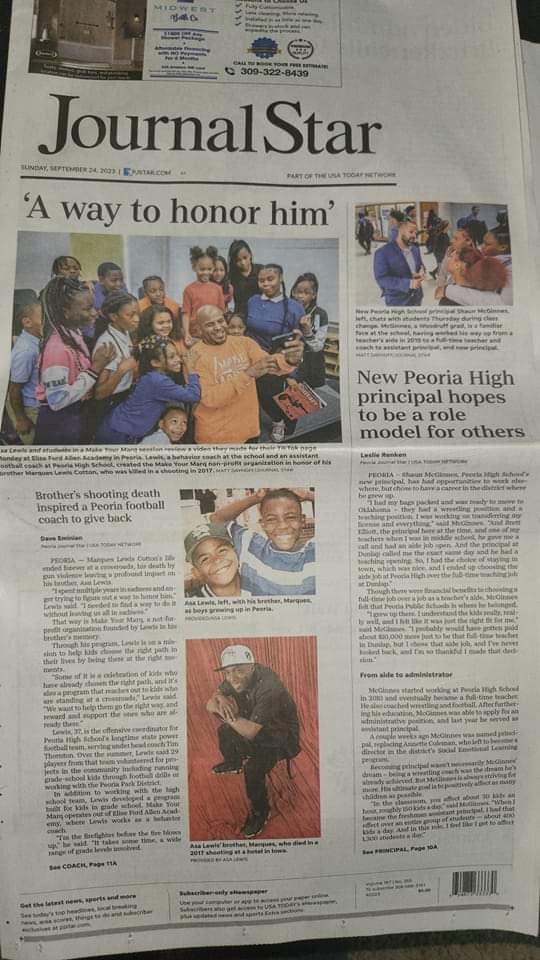 MIDWEST
Bath Co.
$1000 Off Any
Shower Package
Affordable financing
with NO Payments
for 6 Months
Fully Customizable.
CALL TO BOOK YOUR FREE ESTIMATE!
309-322-8439
Journal Star
SUNDAY, SEPTEMBER 24, 2023 | PJSTAR.COM
PART OF THE USA TODAY NETWORK
'A way to honor him'
Asa Lewis and students in a Make Your Marq session review a video they made for their TikTok page
Monday at Elise Ford Allen Academy in Peoria. Lewis, a behavior coach at the school and an assistant
football coach at Peoria High School, created the Make Your Marq non-profit organization in honor of his
brother Marques Lewis Cotton, who was killed in a shooting in 2017. MATT DAYHOFF/JOURNAL STAR
Brother's shooting death
inspired a Peoria football
coach to give back
Dave Eminian
Peoria Journal Star | USA TODAY NETWORK
PEORIA — Marques Lewis Cotton's life
ended forever at a crossroads, his death by
gun violence leaving a profound impact on
his brother, Asa Lewis.
"I spent multiple years in sadness and an-
ger trying to figure out a way to honor him,"
Lewis said. "I needed to find a way to do it
without leaving us all in sadness."
That way is Make Your Marq, a not-for-
profit organization founded by Lewis in his
brother's memory.
Through his program, Lewis is on a mis-
sion to help kids choose the right path in
their lives by being there at the right mo-
ments.
"Some of it is a celebration of kids who
have already chosen the right path, and it's
also a program that reaches out to kids who
are standing at a crossroads," Lewis said.
"We want to help them go the right way, and
reward and support the ones who are al-
ready there."
Lewis, 37, is the offensive coordinator for
Peoria High School's longtime state power
football team, serving under head coach Tim
Thornton. Over the summer, Lewis said 29
players from that team volunteered for pro-
jects in the community including running
grade-school kids through football drills or
working with the Peoria Park District.
In addition to working with the high
school team, Lewis developed a program
built for kids in grade school. Make Your
Marq operates out of Elise Ford Allen Acad-
emy, where Lewis works as a behavior
coach.
"I'm the firefighter before the fire blows
up," he said. "It takes some time, a wide
range of grade levels involved.
See COACH, Page 11A
Asa Lewis, left, with his brother, Marques,
as boys growing up in Peoria.
PROVIDED/ASA LEWIS
Asa Lewis' brother, Marques, who died in a
2017 shooting at a hotel in Iowa.
PROVIDED BY ASA LEWIS
New Peoria High School principal Shaun McGinnes,
left, chats with students Thursday during class
change. McGinnes, a Woodruff grad, is a familiar
face at the school, having worked his way up from a
teacher's aide in 2010 to a full-time teacher and
coach to assistant principal, and now principal.
MATT DAYHOFF/JOURNAL STAR
New Peoria High
principal hopes
to be a role
model for others
Leslie Renken
Peoria Journal Star | USA TODAY NETWORK
PEORIA – Shaun McGinnes, Peoria High School's
new principal, has had opportunities to work else-
where, but chose to have a career in the district where
he grew up.
"I had my bags packed and was ready to move to
Oklahoma – they had a wrestling position and a
teaching position. I was working on transferring my
license and everything," said McGinnes. "And Brett
Elliott, the principal here at the time, and one of my
teachers when I was in middle school, he gave me a
call and had an aide job open. And the principal at
Dunlap called me the exact same day and he had a
teaching opening. So, I had the choice of staying in
town, which was nice, and I ended up choosing the
aide job at Peoria High over the full-time teaching job
at Dunlap."
Though there were financial benefits to choosing a
full-time job over a job as a teacher's aide, McGinnes
felt that Peoria Public Schools is where he belonged.
"I grew up there. I understand the kids really, real-
ly well, and I felt like it was just the right fit for me,"
said McGinnes. "I probably would have gotten paid
about $10,000 more just to be that full-time teacher
in Dunlap, but I chose that aide job, and I've never
looked back, and I'm so thankful I made that deci-
sion."
From aide to administrator
McGinnes started working at Peoria High School
in 2010 and eventually became a full-time teacher.
He also coached wrestling and football. After further-
ing his education, McGinnes was able to apply for an
administrative position, and last year he served as
assistant principal.
A couple weeks ago McGinnes was named princi-
pal, replacing Annette Coleman, who left to become a
director in the district's Social Emotional Learning
program.
Becoming principal wasn't necessarily McGinnes'
dream – being a wrestling coach was the dream he's
already achieved. But McGinnes is always striving for
more. His ultimate goal is to positively affect as many
children as possible.
"In the classroom, you affect about 30 kids an
hour, roughly 150 kids a day," said McGinnes. "When I
became the freshman assistant principal, I had that
effect over an entire group of students – about 400
kids a day. And in this role, I feel like I get to affect
1,300 students a day."
See PRINCIPAL, Page 10A
Get the latest news, sports and more
See today's top headlines, local breaking
news, area scores, things to do and subscriber
exclusives at pjstar.com.
Subscriber-only eNewspaper
Use your computer or app to access your paper online.
Subscribers also get access to USA TODAY's eNewspaper,
plus updated news and sports Extra sections.